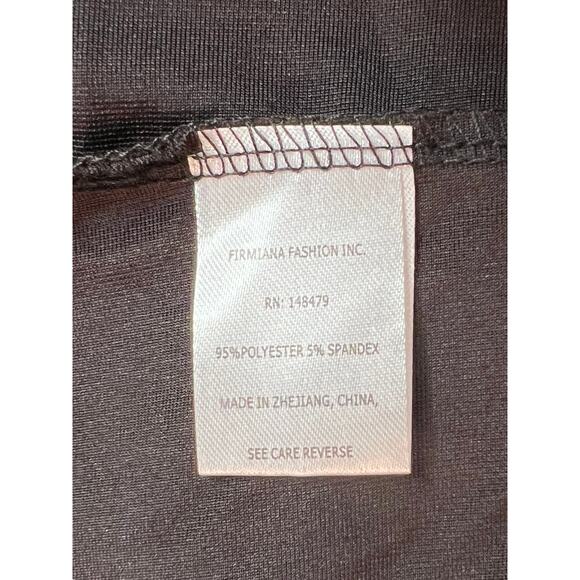 FIRMIANA FASHION INC.
RN: 148479
95%POLYESTER 5% SPANDEX
MADE IN ZHEJIANG, CHINA,
SEE CARE REVERSE